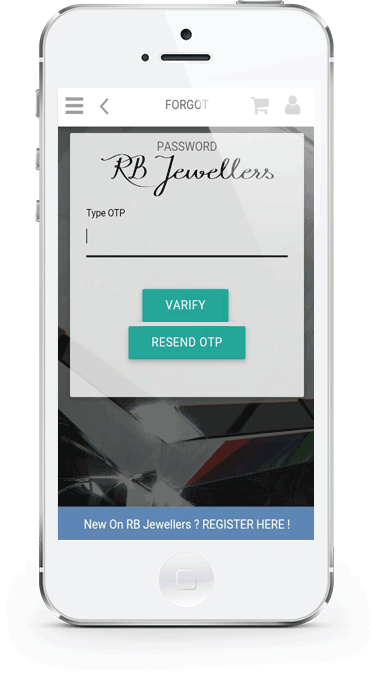 FORGOT
PASSWORD
RB Jewellers
Type OTP
VARIFY
RESEND OTP
New On RB Jewellers ? REGISTER HERE !